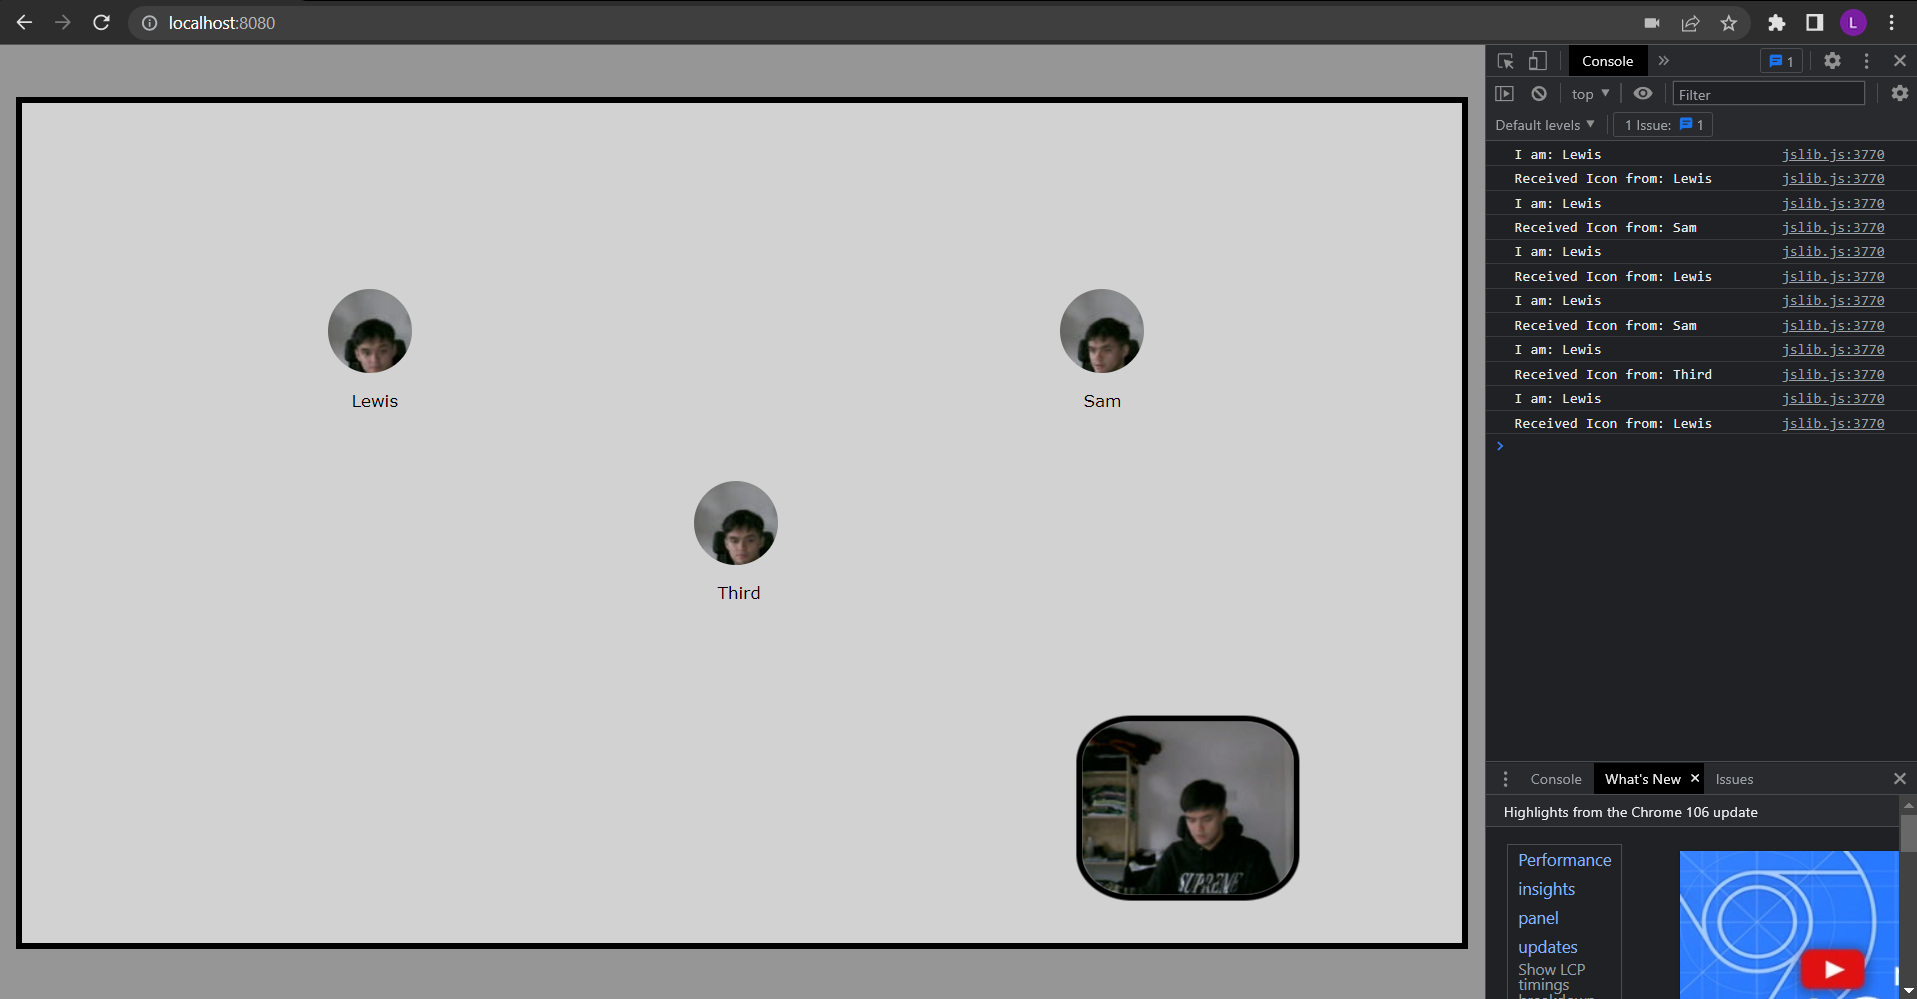 localhost:8080
L
Lewis
Sam
Third
SUPREME
Console
1
top
Filter
Default levels
1 Issue: 1
I am: Lewis jslib.js:3770
Received Icon from: Lewis jslib.js:3770
I am: Lewis jslib.js:3770
Received Icon from: Sam jslib.js:3770
I am: Lewis jslib.js:3770
Received Icon from: Lewis jslib.js:3770
I am: Lewis jslib.js:3770
Received Icon from: Sam jslib.js:3770
I am: Lewis jslib.js:3770
Received Icon from: Third jslib.js:3770
I am: Lewis jslib.js:3770
Received Icon from: Lewis jslib.js:3770
Console What's New Issues
Highlights from the Chrome 106 update
Performance
insights
panel
updates
Show LCP
timings
breakdown